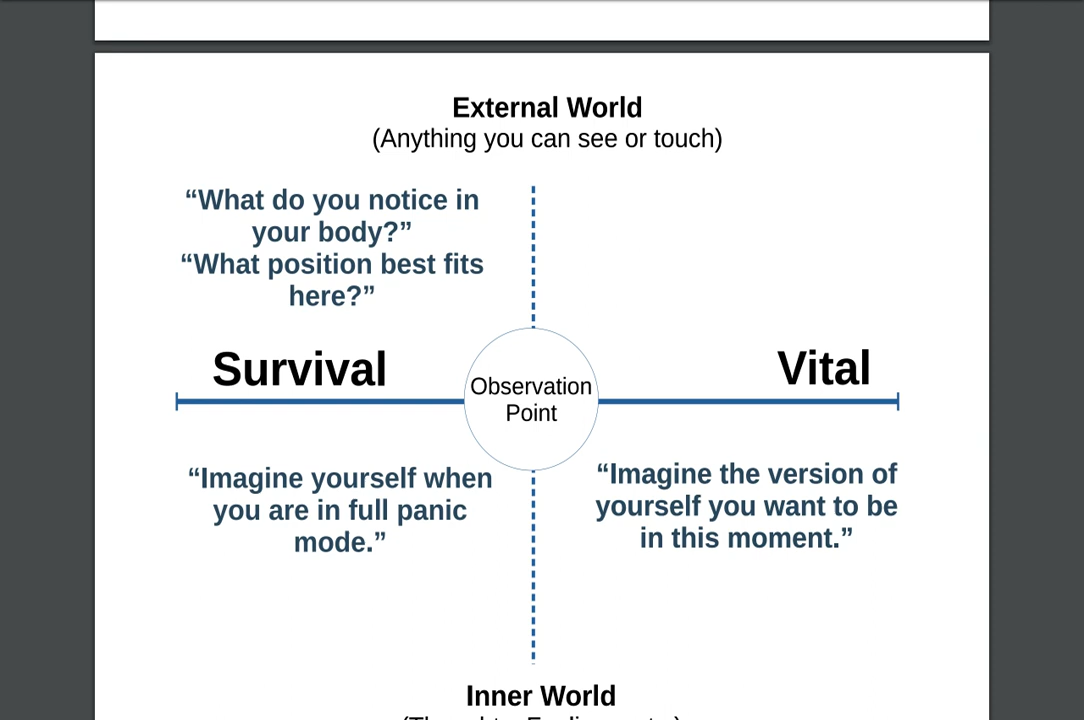 External World
(Anything you can see or touch)
“What do you notice in
your body?”
“What position best fits
here?”
Survival
Vital
Observation
Point
“Imagine yourself when
you are in full panic
mode.”
“Imagine the version of
yourself you want to be
in this moment.”
Inner World